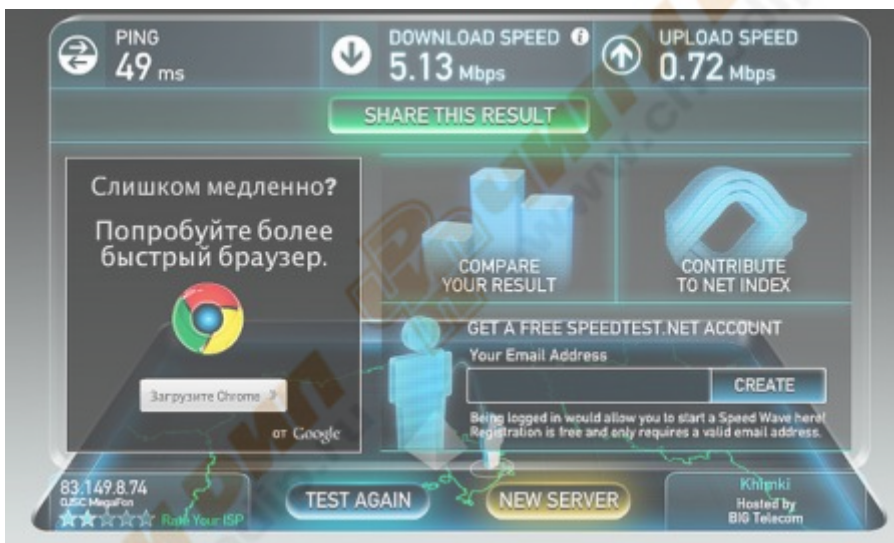 PING
49 ms
DOWNLOAD SPEED
5.13 Mbps
UPLOAD SPEED
0.72 Mbps
SHARE THIS RESULT
Слишком медленно?
Попробуйте более
быстрый браузер.
Загрузите Chrome
от Google
COMPARE
YOUR RESULT
CONTRIBUTE
TO NET INDEX
GET A FREE SPEEDTEST.NET ACCOUNT
Your Email Address
CREATE
Being logged in would allow you to start a Speed Wave here!
Registration is free and only requires a valid email address.
83.149.8.74
OJSC MegaFon
Rate Your ISP
TEST AGAIN
NEW SERVER
Khimki
Hosted by
BIG Telecom